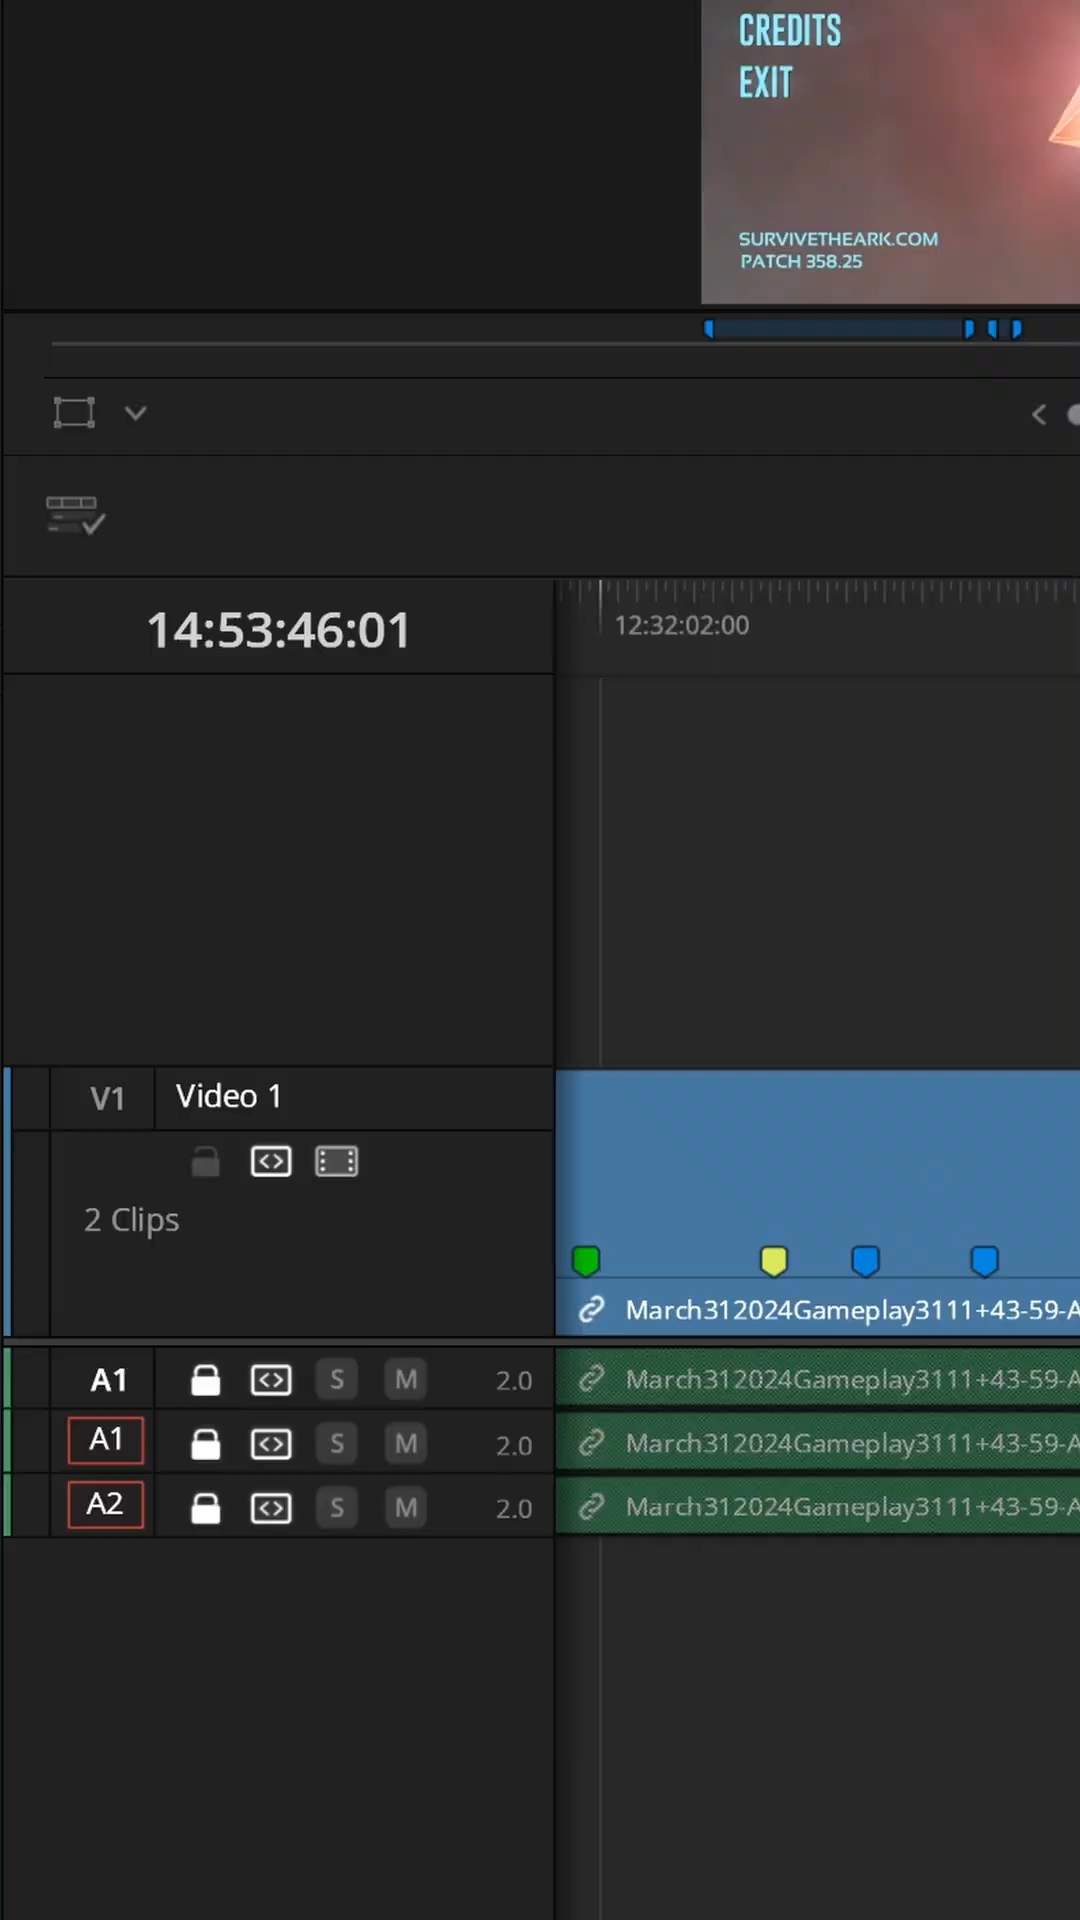 CREDITS
EXIT
SURVIVETHEARK.COM
PATCH 358.25
14:53:46:01
12:32:02:00
V1 Video 1
2 Clips
March312024Gameplay3111+43-59-A
A1 S M 2.0 March312024Gameplay3111+43-59-A
A1 S M 2.0 March312024Gameplay3111+43-59-A
A2 S M 2.0 March312024Gameplay3111+43-59-A